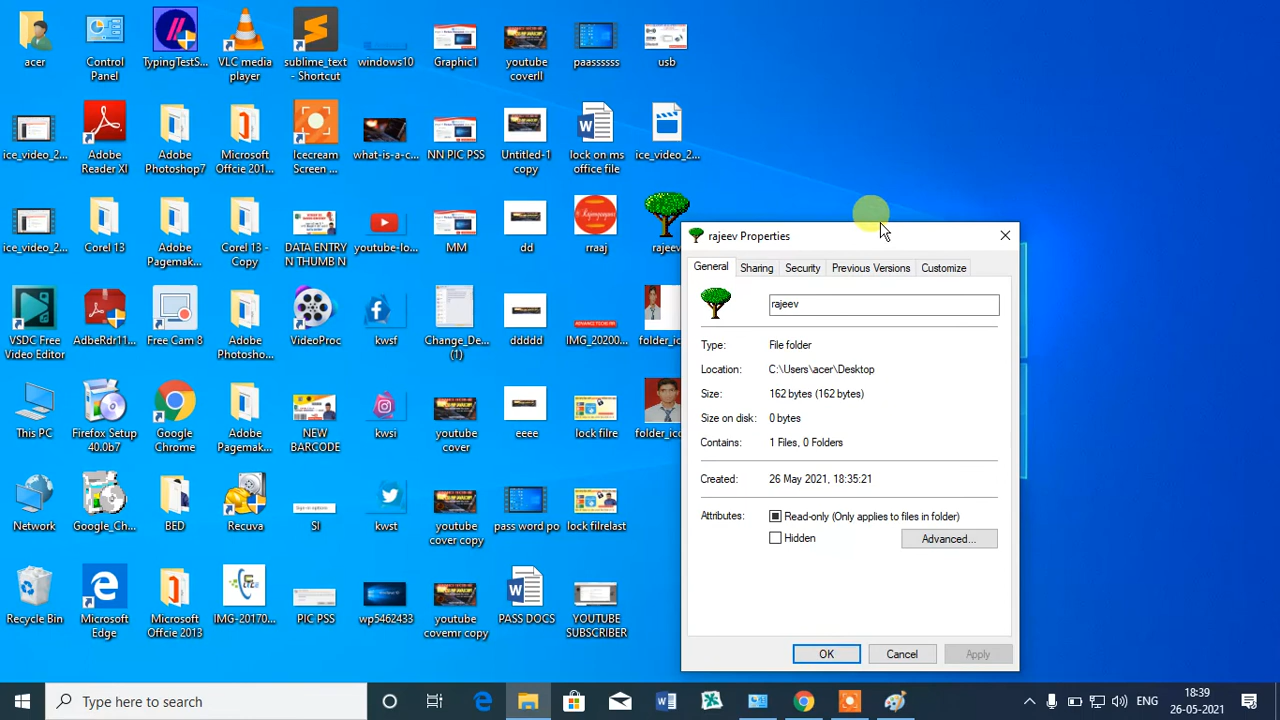 acer
Control
Panel
TypingTestS...
VLC media
player
sublime_text
- Shortcut
windows10
Graphic1
youtube
coverll
paassssss
usb
ice_video_2...
Adobe
Reader XI
Adobe
Photoshop7
Microsoft
Offcie 201...
Icecream
Screen ...
what-is-a-c...
NN PIC PSS
Untitled-1
copy
lock on ms
office file
ice_video_2...
ice_video_2...
Corel 13
Adobe
Pagemak...
Corel 13 -
Copy
DATA ENTRY
N THUMB N
youtube-lo...
MM
dd
rraaj
rajeev
VSDC Free
Video Editor
AdbeRdr11...
Free Cam 8
Adobe
Photosho...
VideoProc
kwsf
Change_De...
(1)
ddddd
IMG_20200...
folder_ico
This PC
Firefox Setup
40.0b7
Google
Chrome
Adobe
Pagemak...
NEW
BARCODE
kwsi
youtube
cover
eeee
lock filre
folder_ico
Network
Google_Ch...
BED
Recuva
SI
kwst
youtube
cover copy
pass word po
lock filrelast
Recycle Bin
Microsoft
Edge
Microsoft
Offcie 2013
IMG-20170...
PIC PSS
wp5462433
youtube
covemr copy
PASS DOCS
YOUTUBE
SUBSCRIBER
rajeev Properties
General Sharing Security Previous Versions Customize
rajeev
Type: File folder
Location: C:\Users\acer\Desktop
Size: 162 bytes (162 bytes)
Size on disk: 0 bytes
Contains: 1 Files, 0 Folders
Created: 26 May 2021, 18:35:21
Attributes: Read-only (Only applies to files in folder)
Hidden Advanced...
OK Cancel Apply
Type here to search
ENG
18:39
26-05-2021